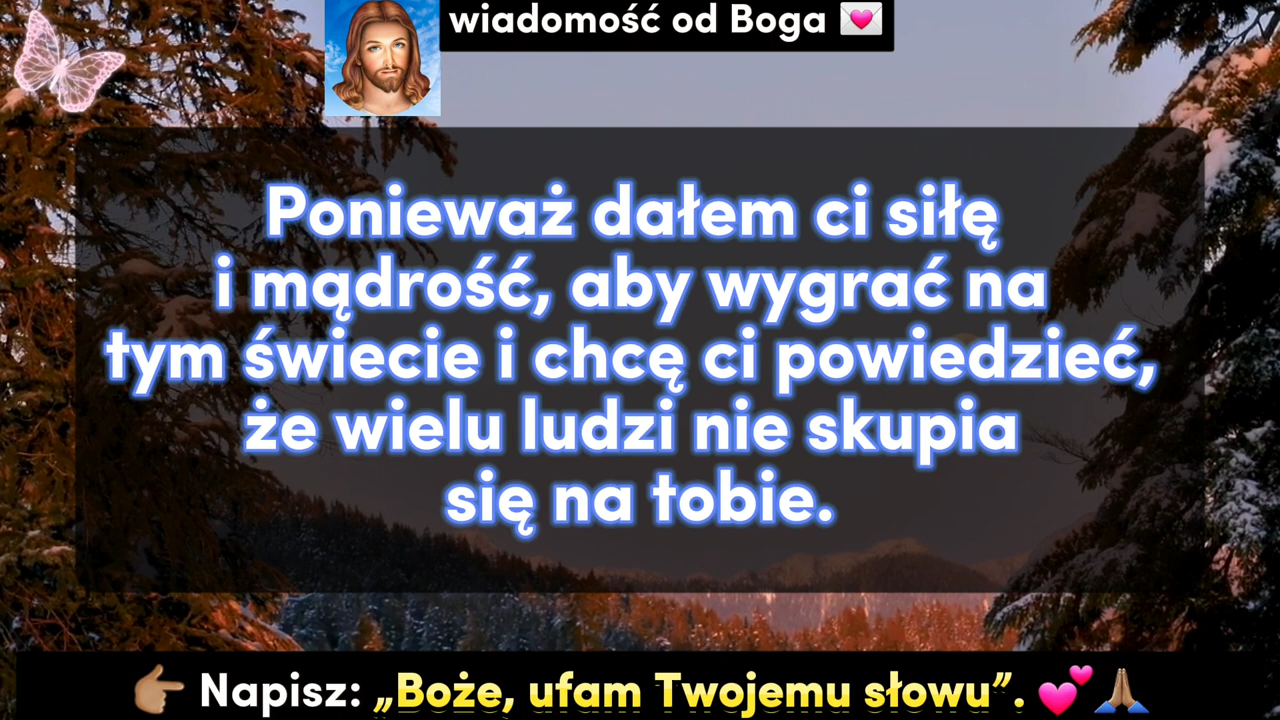 wiadomość od Boga 💌
Ponieważ dałem ci siłę
i mądrość, aby wygrać na
tym świecie i chcę ci powiedzieć,
że wielu ludzi nie skupia
się na tobie.
👉🏽 Napisz: „Boże, ufam Twojemu słowu”. 💕🙏🏽